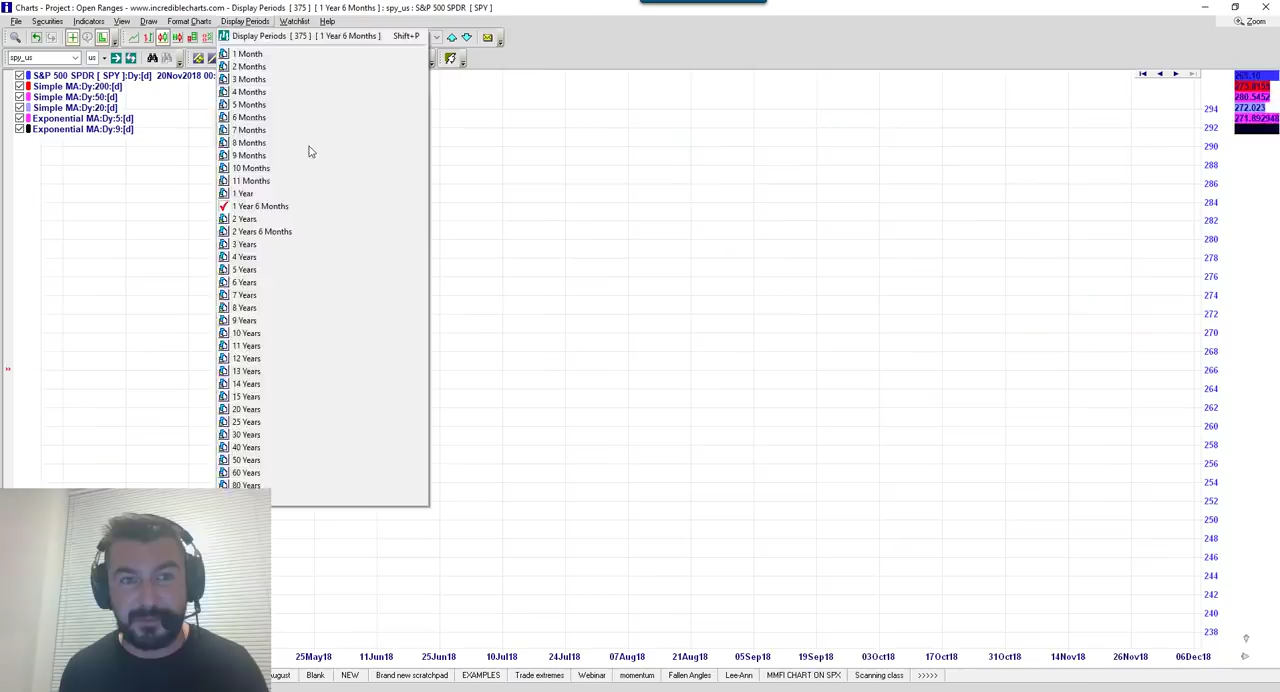 Charts - Project : Open Ranges - www.incrediblecharts.com - Display Periods [ 375 ] [ 1 Year 6 Months ] : spy_us : S&P 500 SPDR [ SPY ]
File Securities Indicators View Draw Format Charts Display Periods Watchlist Help Zoom
Display Periods [ 375 ] [ 1 Year 6 Months ] Shift+P
spy_us us
S&P 500 SPDR [ SPY ]:Dy:[d] 20Nov2018 00:
Simple MA:Dy:200:[d]
Simple MA:Dy:50:[d]
Simple MA:Dy:20:[d]
Exponential MA:Dy:5:[d]
Exponential MA:Dy:9:[d]
1 Month
2 Months
3 Months
4 Months
5 Months
6 Months
7 Months
8 Months
9 Months
10 Months
11 Months
1 Year
1 Year 6 Months
2 Years
2 Years 6 Months
3 Years
4 Years
5 Years
6 Years
7 Years
8 Years
9 Years
10 Years
11 Years
12 Years
13 Years
14 Years
15 Years
20 Years
25 Years
30 Years
40 Years
50 Years
60 Years
80 Years
280.5452
272.023
271.892948
294
292
290
288
286
284
282
280
278
276
274
272
270
268
266
264
262
260
258
256
254
252
250
248
246
244
242
240
238
25May18 11Jun18 25Jun18 10Jul18 24Jul18 07Aug18 21Aug18 05Sep18 19Sep18 03Oct18 17Oct18 31Oct18 14Nov18 26Nov18 06Dec18
August Blank NEW Brand new scratchpad EXAMPLES Trade extremes Webinar momentum Fallen Angles Lee-Ann MMFI CHART ON SPX Scanning class >>>>>